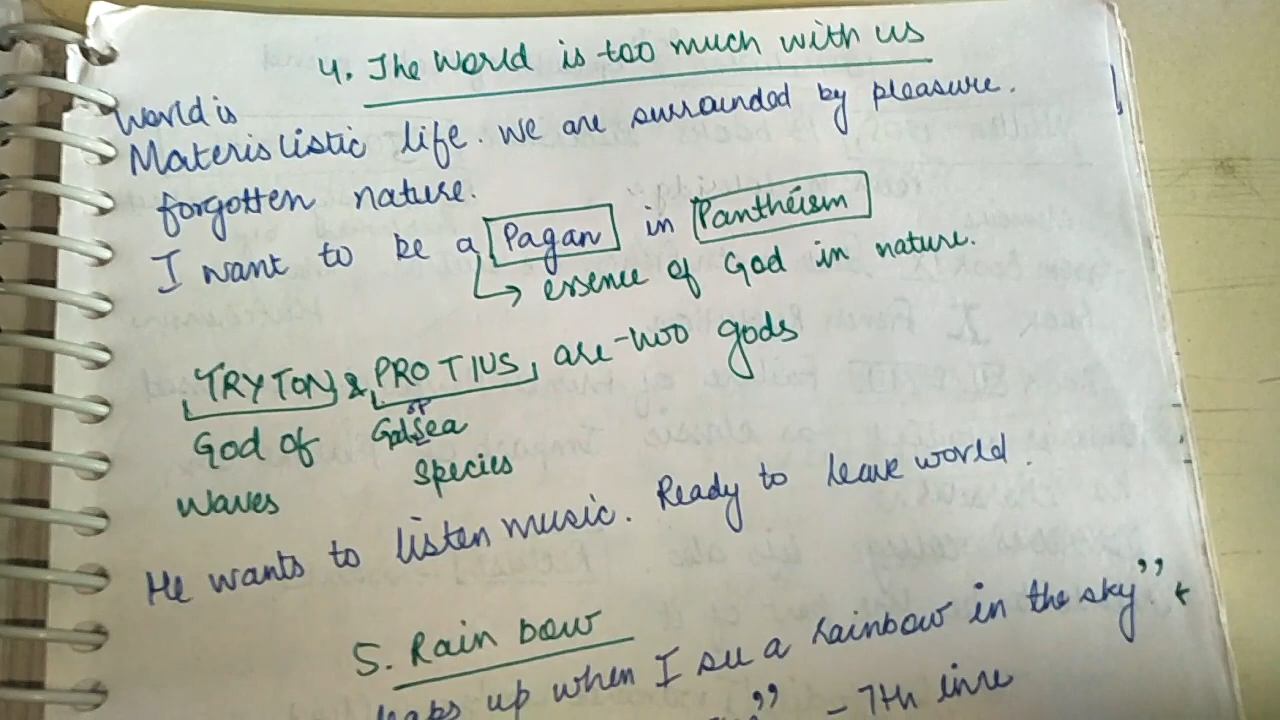 4. The World is too much with us
World is
Materislistic life. We are surrounded by pleasure.
forgotten nature.
I want to be a Pagan in Pantheism
→ essence of God in nature.
TRYTON & PROTIUS, are two gods
God of God of Sea
Waves Species
He wants to listen music. Ready to leave world.
5. Rain bow
leaps up when I see a rainbow in the sky"
" - 7th